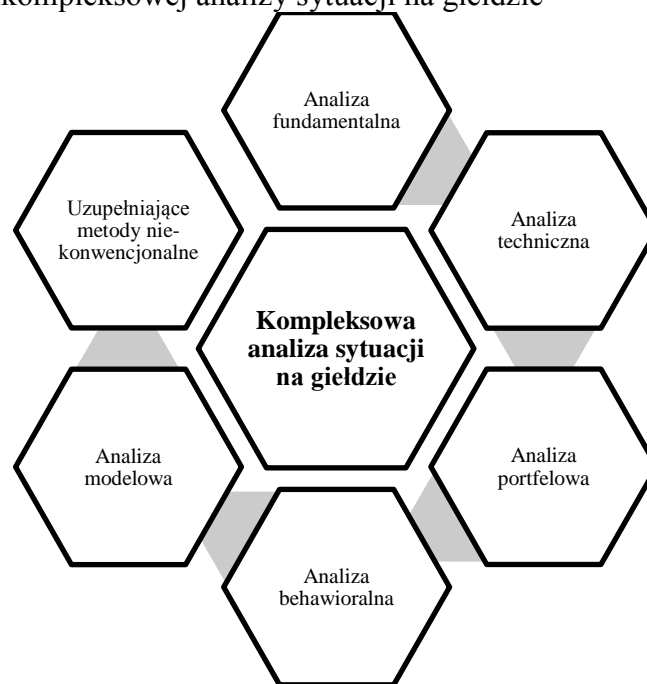 kompleksowej analizy sytuacji na giełdzie
Analiza
fundamentalna
Analiza
techniczna
Analiza
portfelowa
Analiza
behawioralna
Analiza
modelowa
Uzupełniające
metody nie-
konwencjonalne
Kompleksowa
analiza sytuacji
na giełdzie